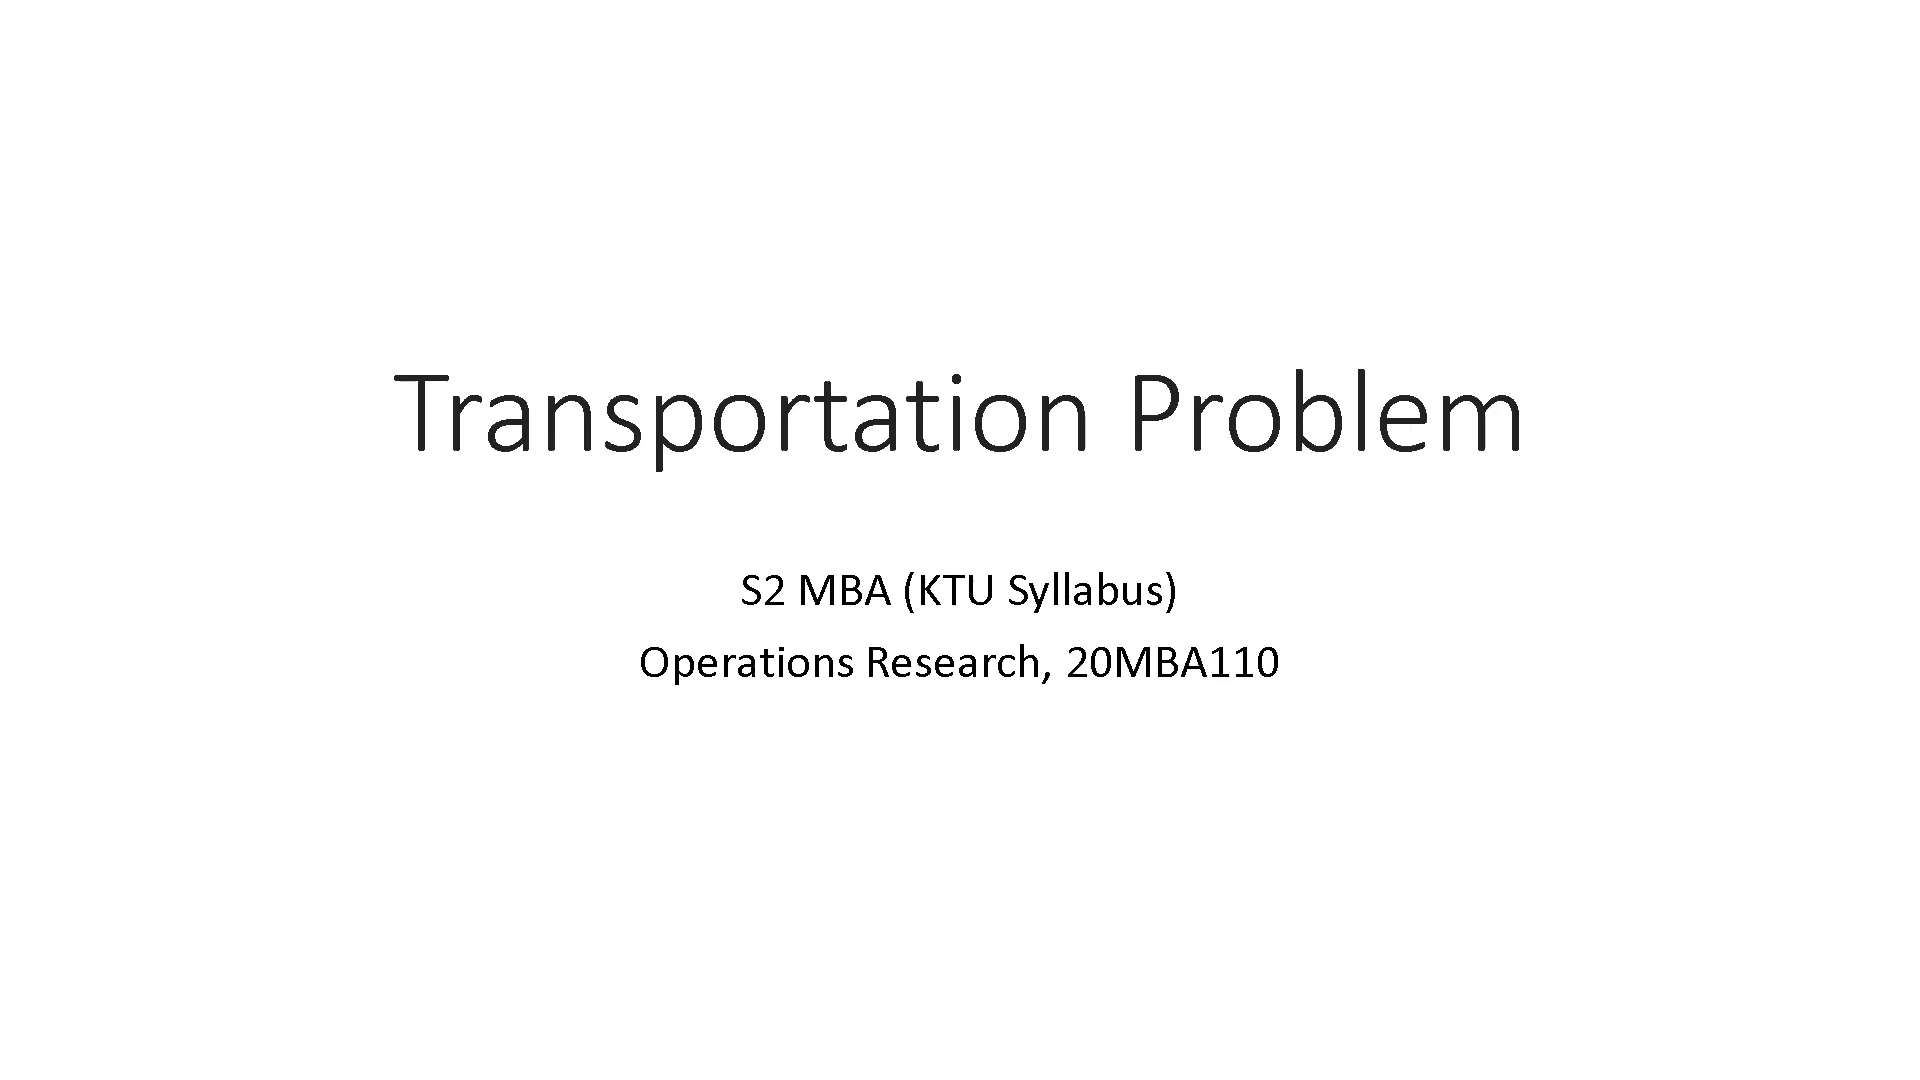 Transportation Problem
S2 MBA (KTU Syllabus)
Operations Research, 20MBA110